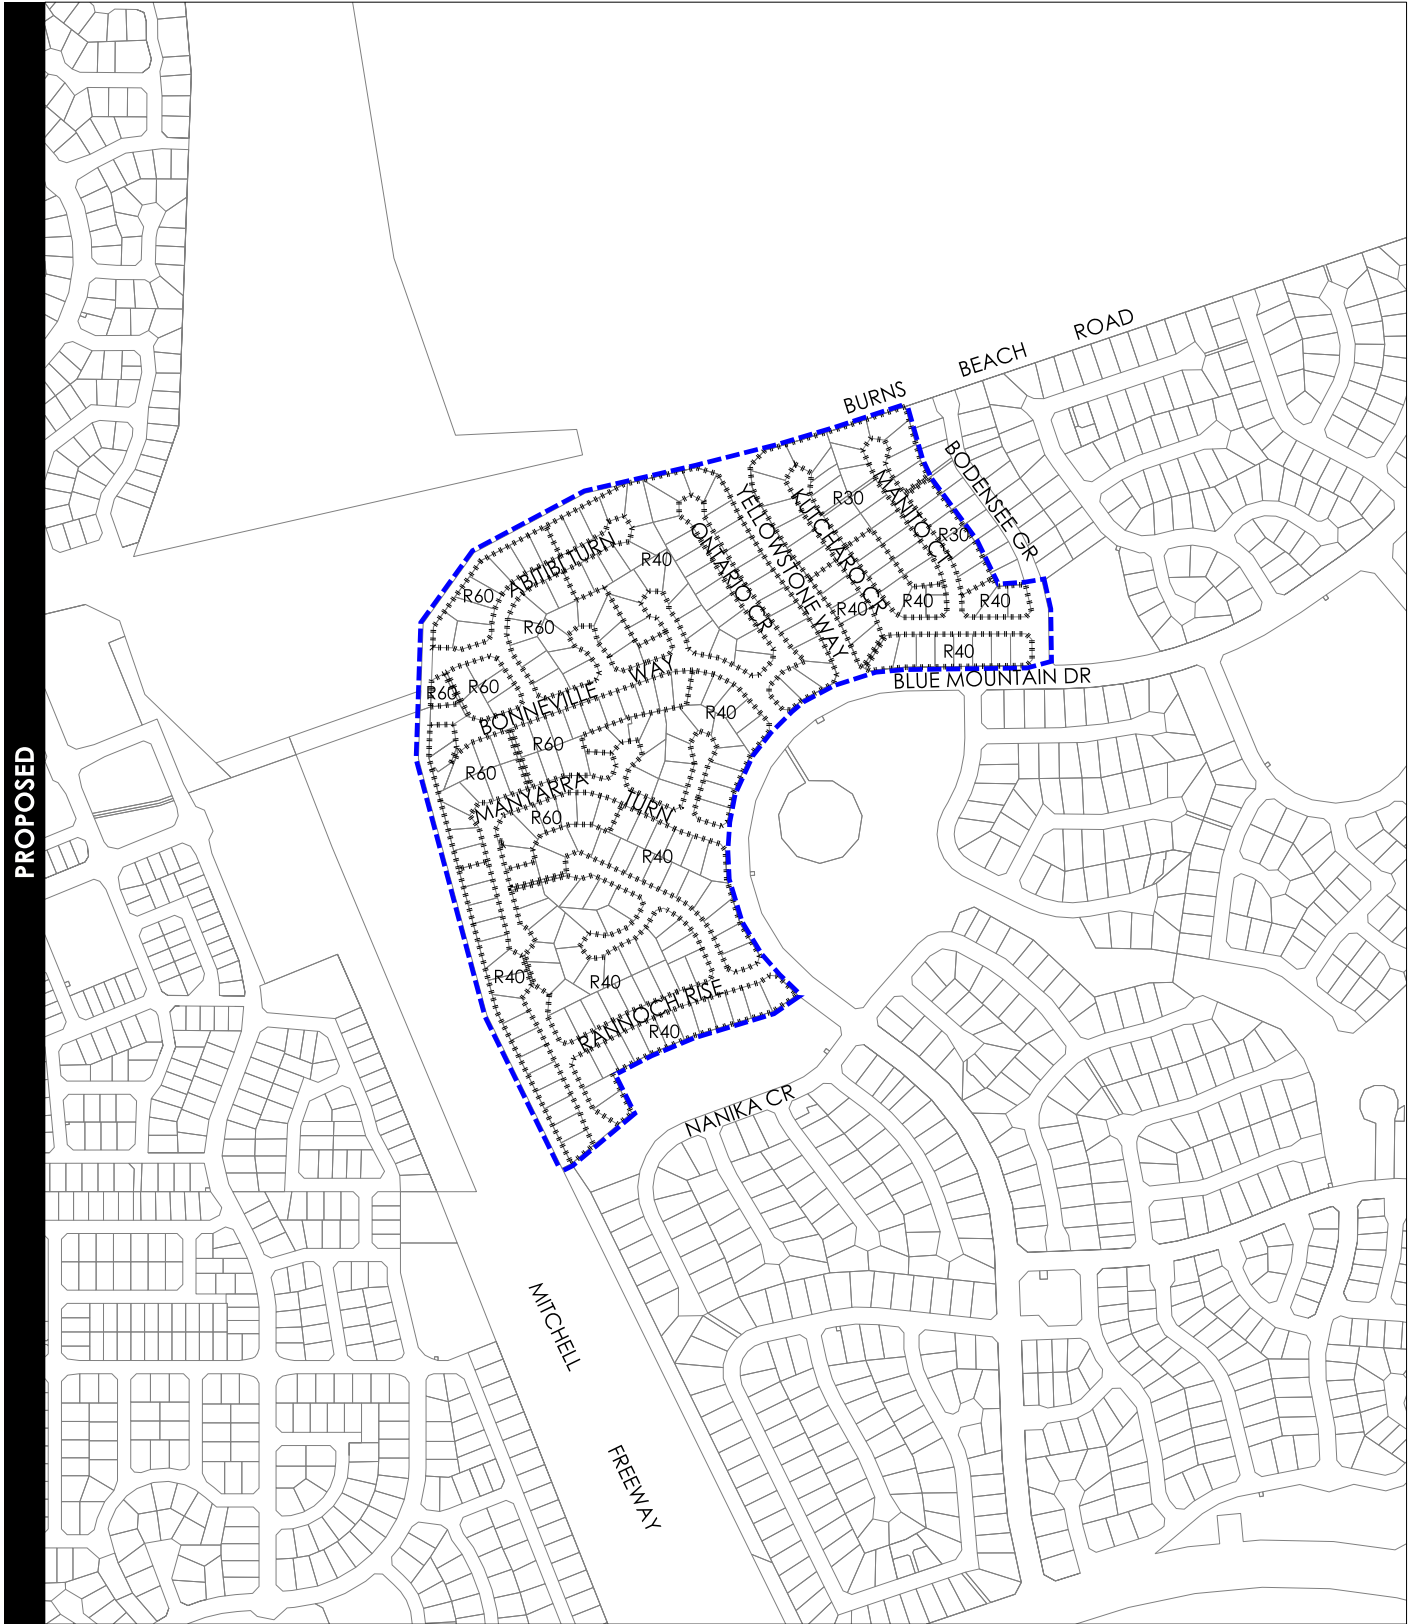 PROPOSED
BURNS
BEACH
ROAD
BODENSEE GR
MANITO CT
R30
KITCHARO CR
R30
YELLOWSTONE WAY
ONTARIO CR
ABITIBI TURN
R40
R60
R60
R40
R40
R40
R40
BLUE MOUNTAIN DR
R60
R60
BONNEVILLE
WAY
R40
R60
R60
MANYARRA
TURN
R60
R40
R40
R40
RANNOCH RISE
R40
NANIKA CR
MITCHELL
FREEWAY